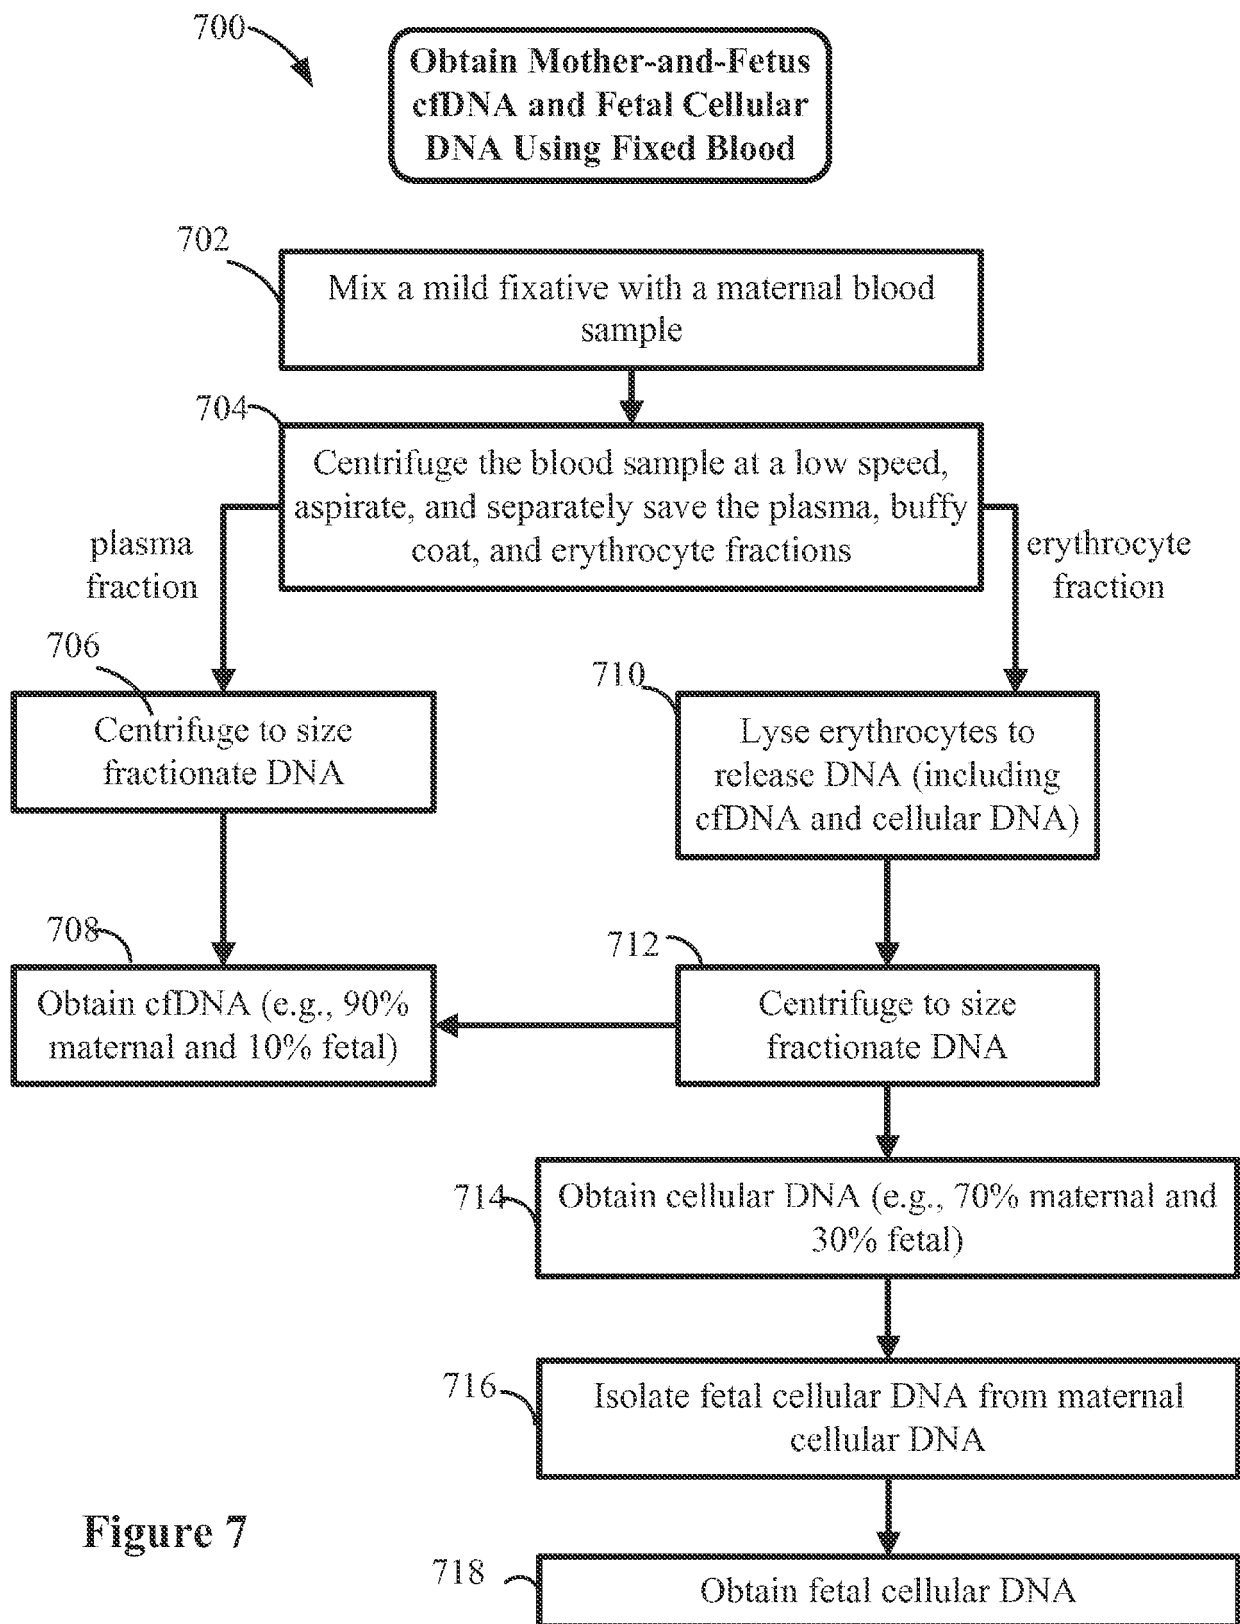 700
Obtain Mother-and-Fetus
cfDNA and Fetal Cellular
DNA Using Fixed Blood
702
Mix a mild fixative with a maternal blood
sample
704
Centrifuge the blood sample at a low speed,
aspirate, and separately save the plasma, buffy
coat, and erythrocyte fractions
plasma
fraction
erythrocyte
fraction
706
Centrifuge to size
fractionate DNA
710
Lyse erythrocytes to
release DNA (including
cfDNA and cellular DNA)
708
Obtain cfDNA (e.g., 90%
maternal and 10% fetal)
712
Centrifuge to size
fractionate DNA
714
Obtain cellular DNA (e.g., 70% maternal and
30% fetal)
716
Isolate fetal cellular DNA from maternal
cellular DNA
Figure 7
718
Obtain fetal cellular DNA